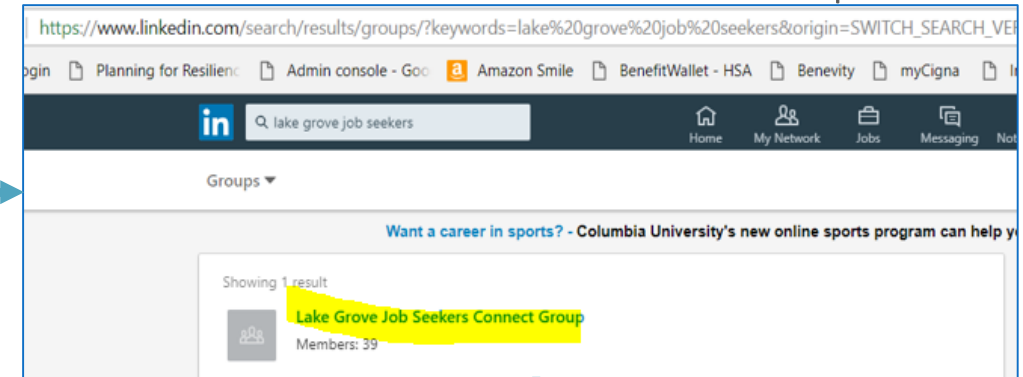 https://www.linkedin.com/search/results/groups/?keywords=lake%20grove%20job%20seekers&origin=SWITCH_SEARCH_VE
Planning for Resilienc Admin console - Goo a Amazon Smile BenefitWallet - HSA Benevity myCigna
in lake grove job seekers Home My Network Jobs Messaging
Groups
Want a career in sports? - Columbia University's new online sports program can help
Showing 1 result
Lake Grove Job Seekers Connect Group
Members: 39